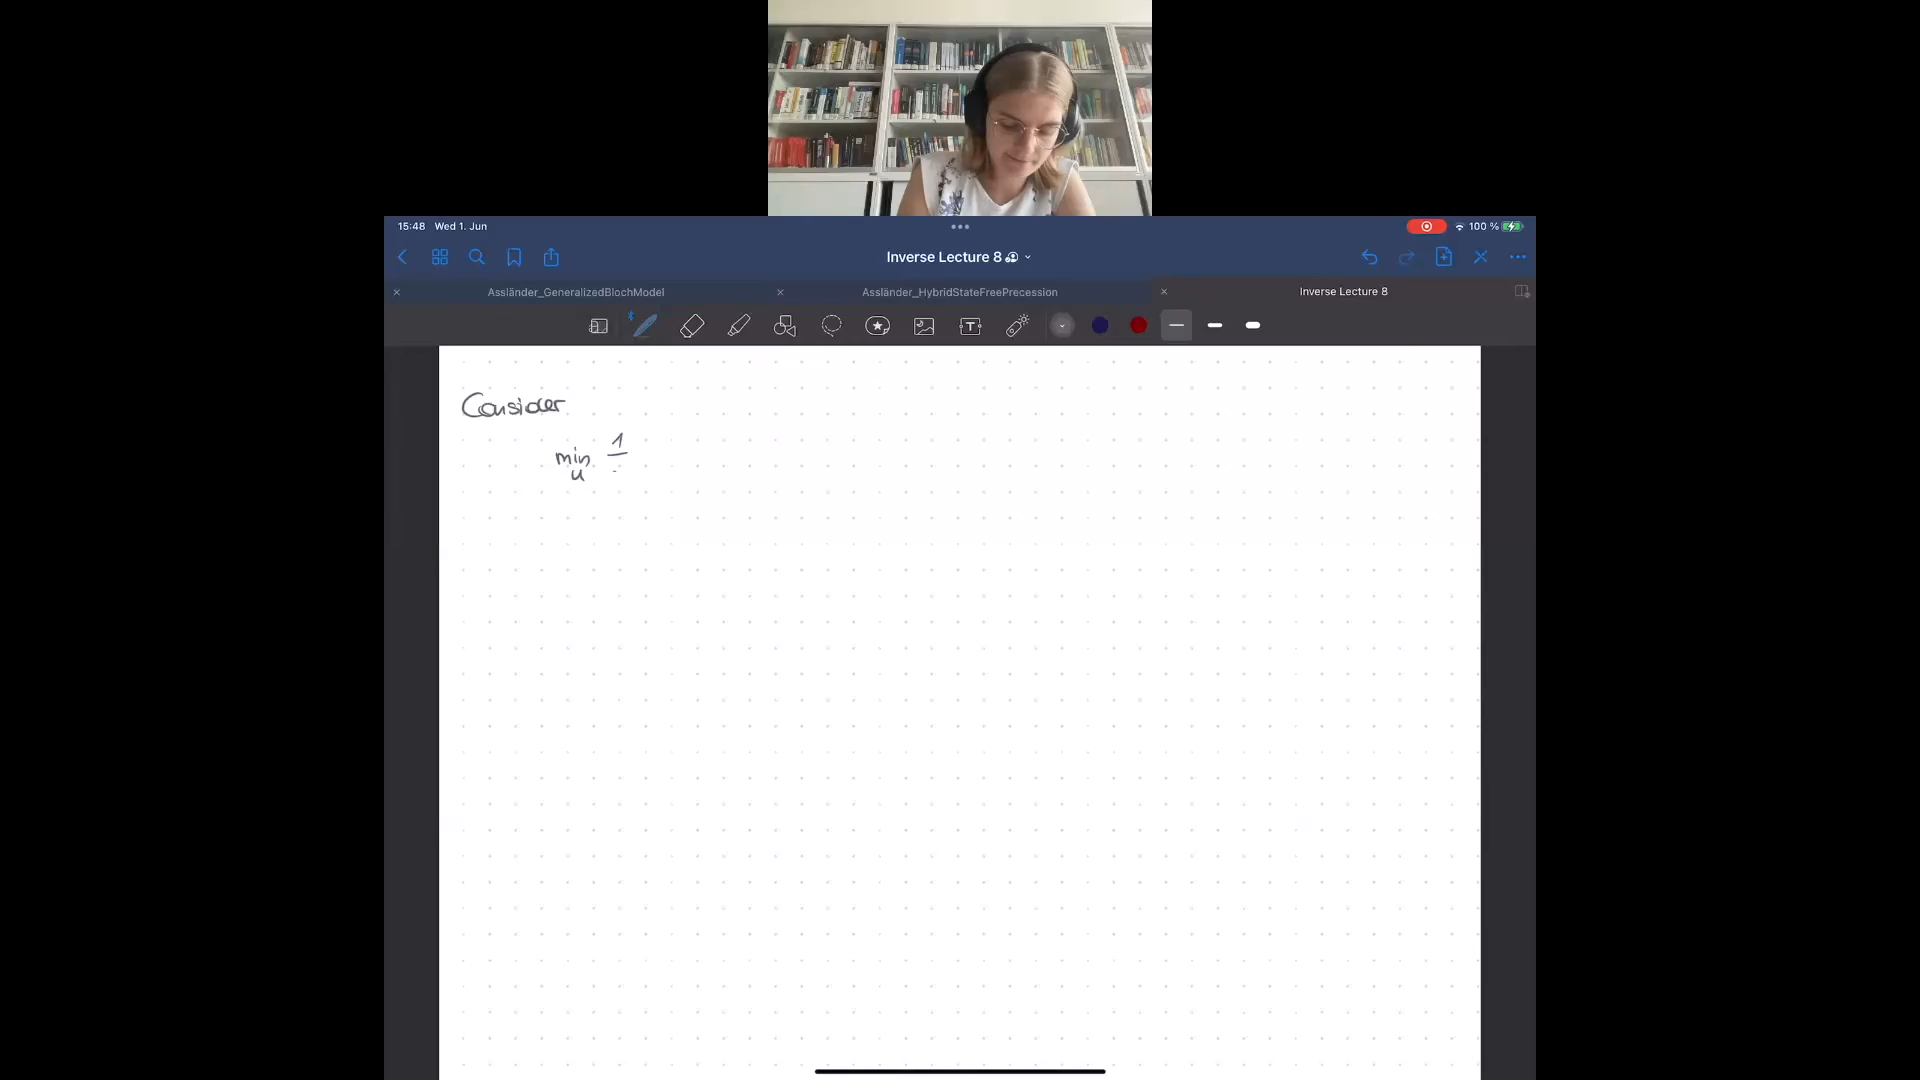 15:48 Wed 1. Jun
100 %
Inverse Lecture 8
Assländer_GeneralizedBlochModel
Assländer_HybridStateFreePrecession
Inverse Lecture 8
T
Consider
min 1
u